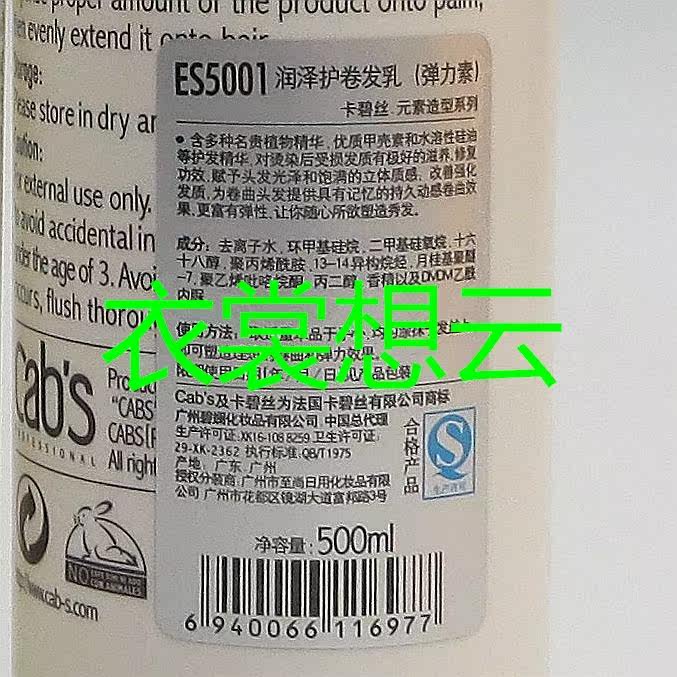 proper amount of the product onto palm,
evenly extend it onto hair
store in dry
external use only.
avoid accidental in
the age of 3. Avoi
flush thorou
cab's
PROFESSIONAL
Produc
"CABS"
CABS[
All right
NO
www.cab-s.com
ES5001 润泽护卷发乳（弹力素）
卡碧丝.元素造型系列
● 含多种名贵植物精华、优质甲壳素和水溶性硅油
等护发精华.对烫染后受损发质有极好的滋养.修复
功效.赋予头发光泽和饱满的立体质感，改善强化
发质.为卷曲头发提供具有记忆的持久动感卷曲效
果.更富有弹性.让你随心所欲塑造秀发。
成分：去离子水、环甲基硅烷、二甲基硅氧烷、十六
十八醇、聚丙烯酰胺、13-14异构烷烃、月桂基聚醚
-7、聚乙烯吡咯烷酮、丙二醇、香精以及DMDM乙酰
内脲
使用方法：
衣裳想云
Cab's及卡碧丝为法国卡碧丝有限公司商标
广州碧斓化妆品有限公司 中国总代理
生产许可证:XK16-108 8259 卫生许可证:
29-XK-2362 执行标准:QB/T1975
产地：广东.广州
授权分装商:广州市至尚日用化妆品有限
公司 广州市花都区镜湖大道富邦路3号
合格产品
净容量:500ml
6 940066 116977